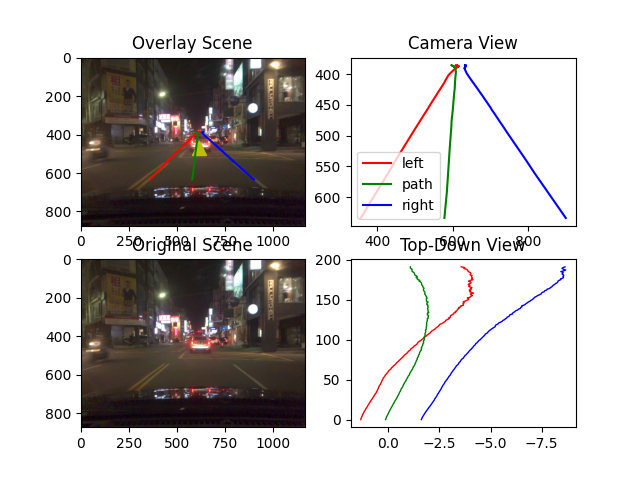 Overlay Scene
0
200
400
600
800
0 250 500 750 1000
Camera View
400
450
500
550
600
left
path
right
400 600 800
Original Scene
0
200
400
600
800
0 250 500 750 1000
Top-Down View
200
150
100
50
0
0.0 −2.5 −5.0 −7.5